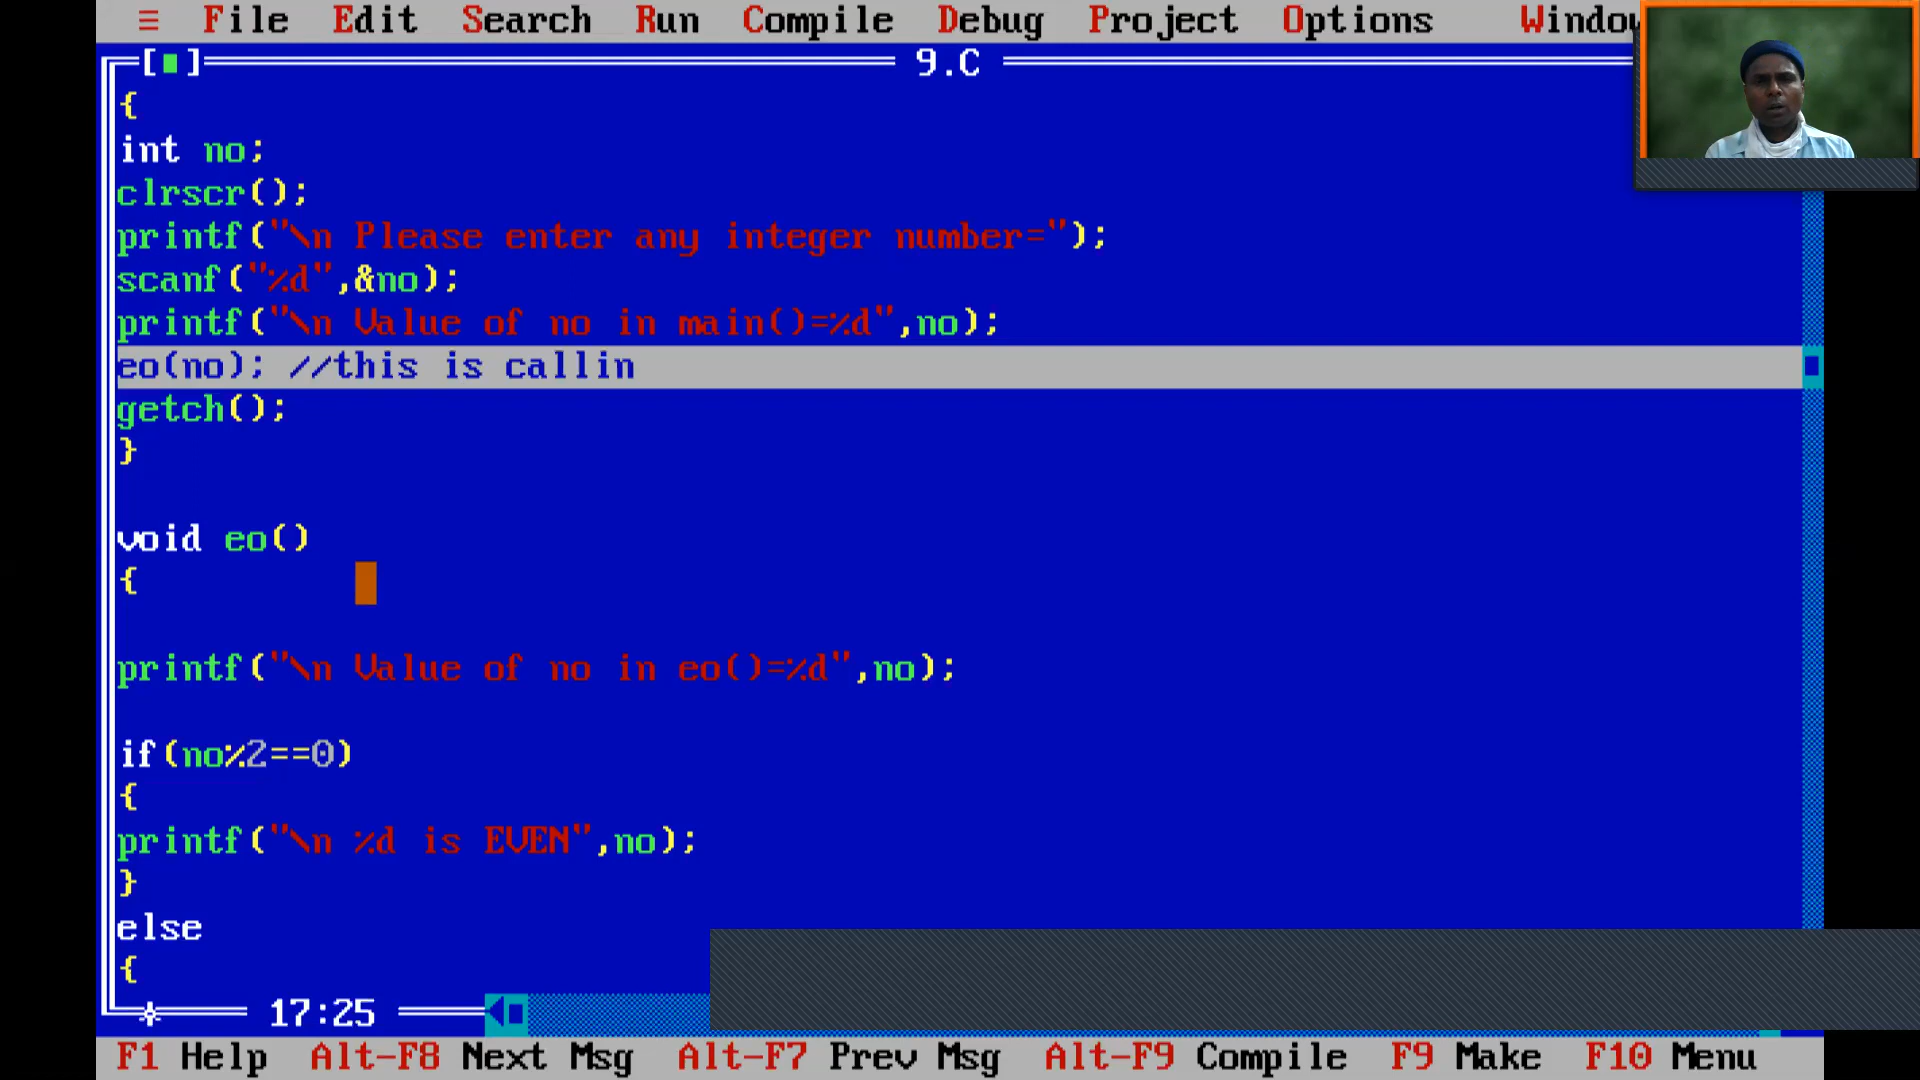 ≡ File Edit Search Run Compile Debug Project Options Window
[■] 9.C
{
int no;
clrscr();
printf("\n Please enter any integer number=");
scanf("%d",&no);
printf("\n Value of no in main()=%d",no);
eo(no); //this is callin
getch();
}
void eo()
{
printf("\n Value of no in eo()=%d",no);
if(no%2==0)
{
printf("\n %d is EVEN",no);
}
else
{
17:25
F1 Help Alt-F8 Next Msg Alt-F7 Prev Msg Alt-F9 Compile F9 Make F10 Menu